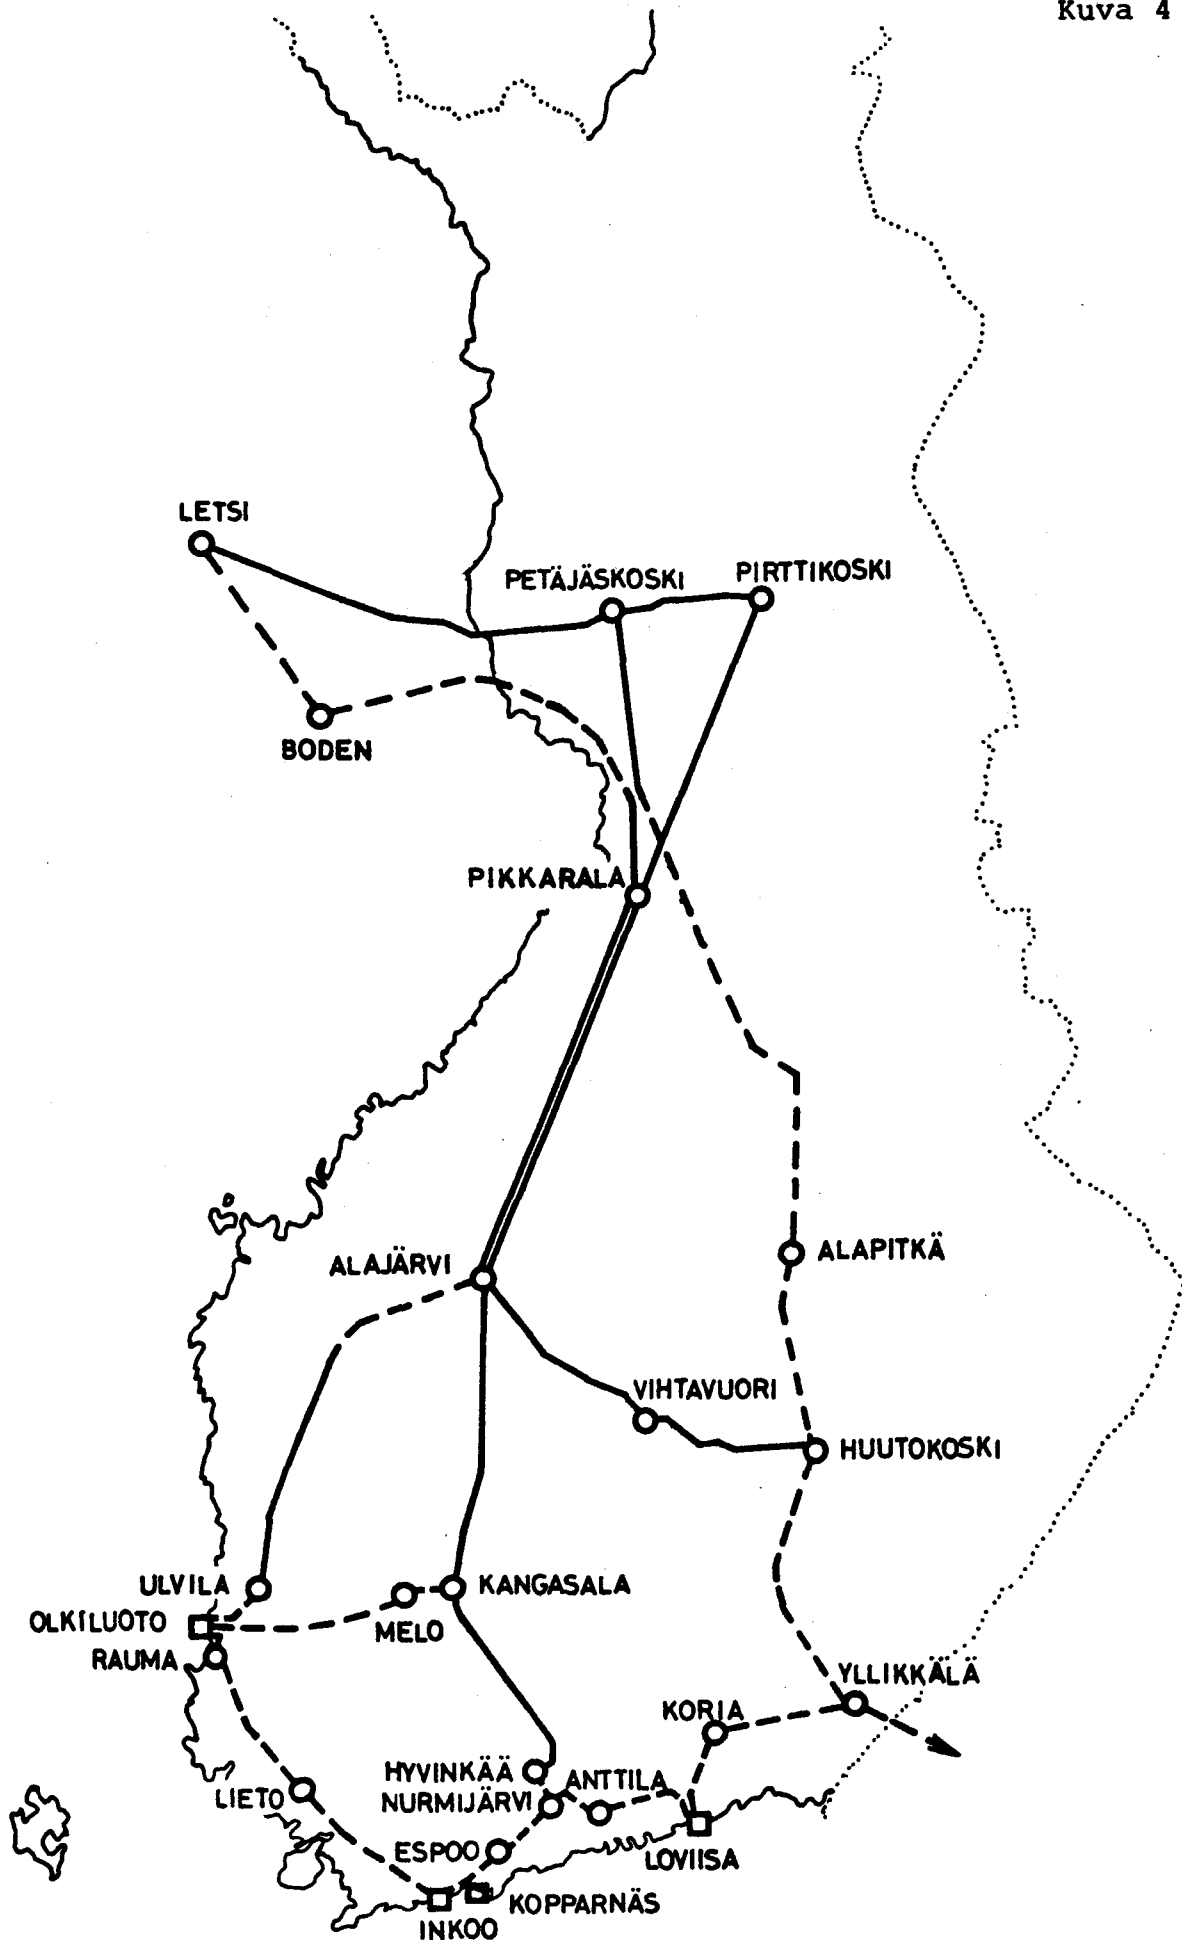 Kuva 4
LETSI
PETÄJÄSKOSKI
PIRTTIKOSKI
BODEN
PIKKARALA
ALAJÄRVI
ALAPITKÄ
VIHTAVUORI
HUUTOKOSKI
ULVILA
KANGASALA
OLKILUOTO
MELO
RAUMA
YLLIKKÄLÄ
KORIA
HYVINKÄÄ
ANTTILA
LIETO
NURMIJÄRVI
ESPOO
LOVIISA
KOPPARNÄS
INKOO